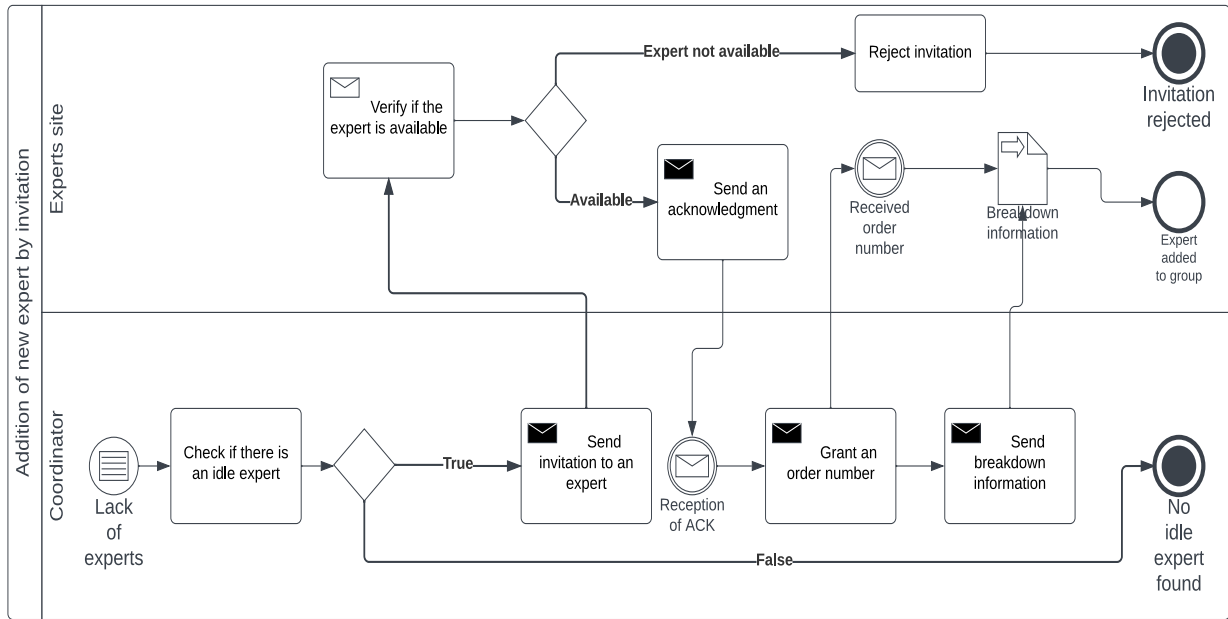 Addition of new expert by invitation
Experts site
Expert not available
Reject invitation
Invitation
rejected
Verify if the
expert is available
Available
Send an
acknowledgment
Received
order
number
Breakdown
information
Expert
added
to group
Coordinator
Lack
of
experts
Check if there is
an idle expert
True
Send
invitation to an
expert
Reception
of ACK
Grant an
order number
Send
breakdown
information
False
No
idle
expert
found